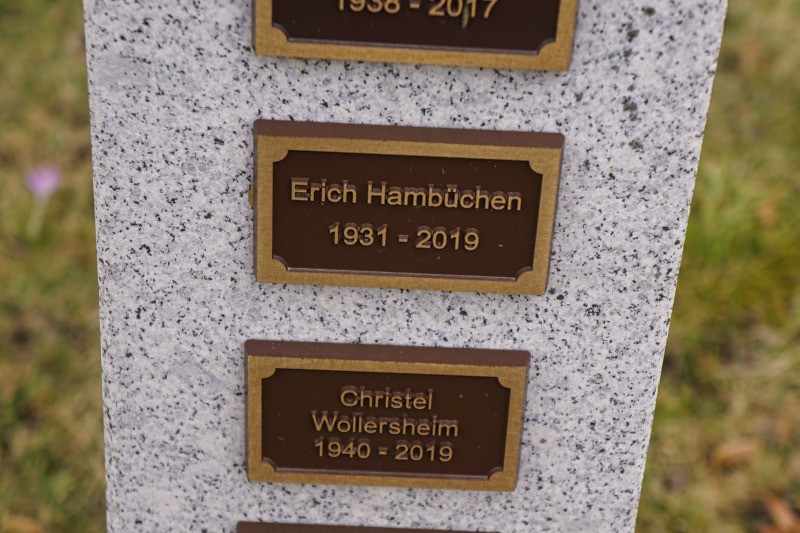 1938 - 2017
Erich Hambüchen
1931 - 2019
Christel
Wollersheim
1940 - 2019